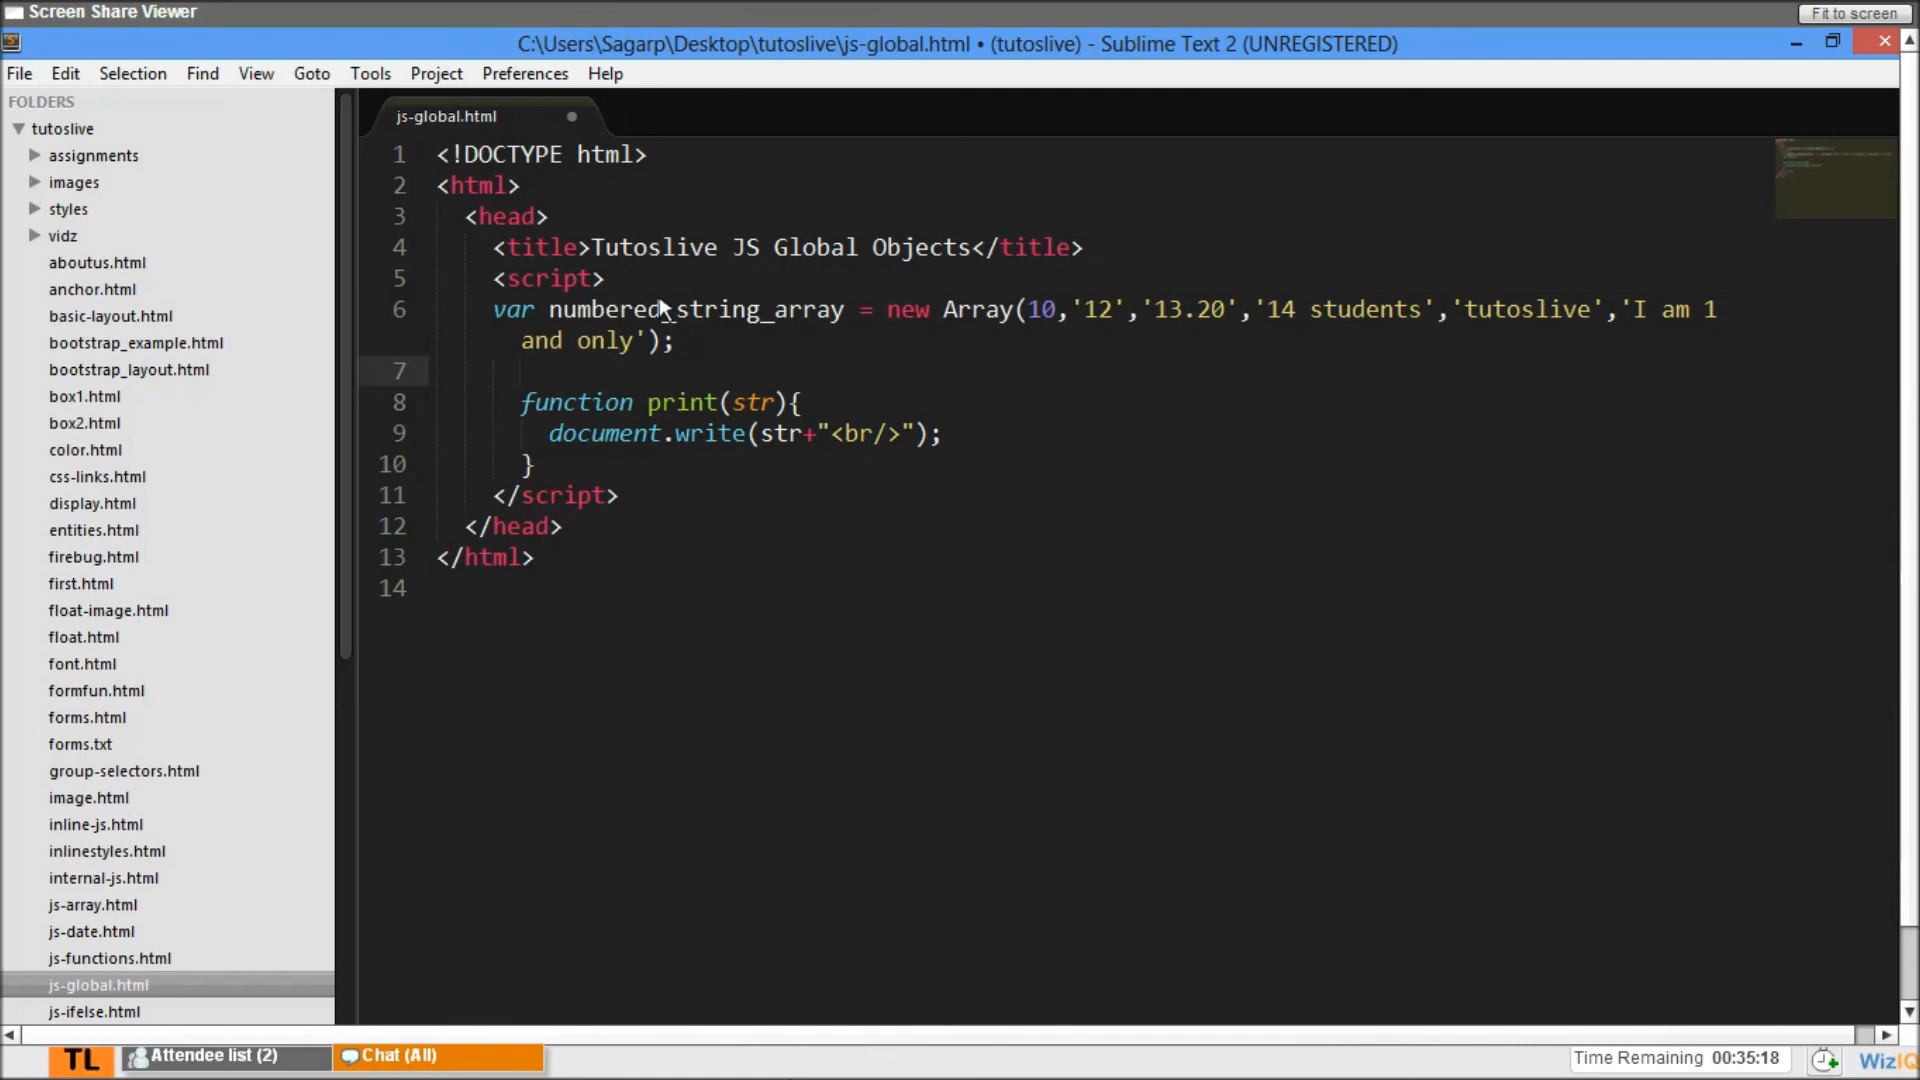 Screen Share Viewer
Fit to screen
C:\Users\Sagarp\Desktop\tutoslive\js-global.html • (tutoslive) - Sublime Text 2 (UNREGISTERED)
File Edit Selection Find View Goto Tools Project Preferences Help
FOLDERS
tutoslive
assignments
images
styles
vidz
aboutus.html
anchor.html
basic-layout.html
bootstrap_example.html
bootstrap_layout.html
box1.html
box2.html
color.html
css-links.html
display.html
entities.html
firebug.html
first.html
float-image.html
float.html
font.html
formfun.html
forms.html
forms.txt
group-selectors.html
image.html
inline-js.html
inlinestyles.html
internal-js.html
js-array.html
js-date.html
js-functions.html
js-global.html
js-ifelse.html
js-global.html
1 <!DOCTYPE html>
2 <html>
3 <head>
4 <title>Tutoslive JS Global Objects</title>
5 <script>
6 var numbered_string_array = new Array(10,'12','13.20','14 students','tutoslive','I am 1
and only');
7
8 function print(str){
9 document.write(str+"<br/>");
10 }
11 </script>
12 </head>
13 </html>
14
TL
Attendee list (2)
Chat (All)
Time Remaining 00:35:18